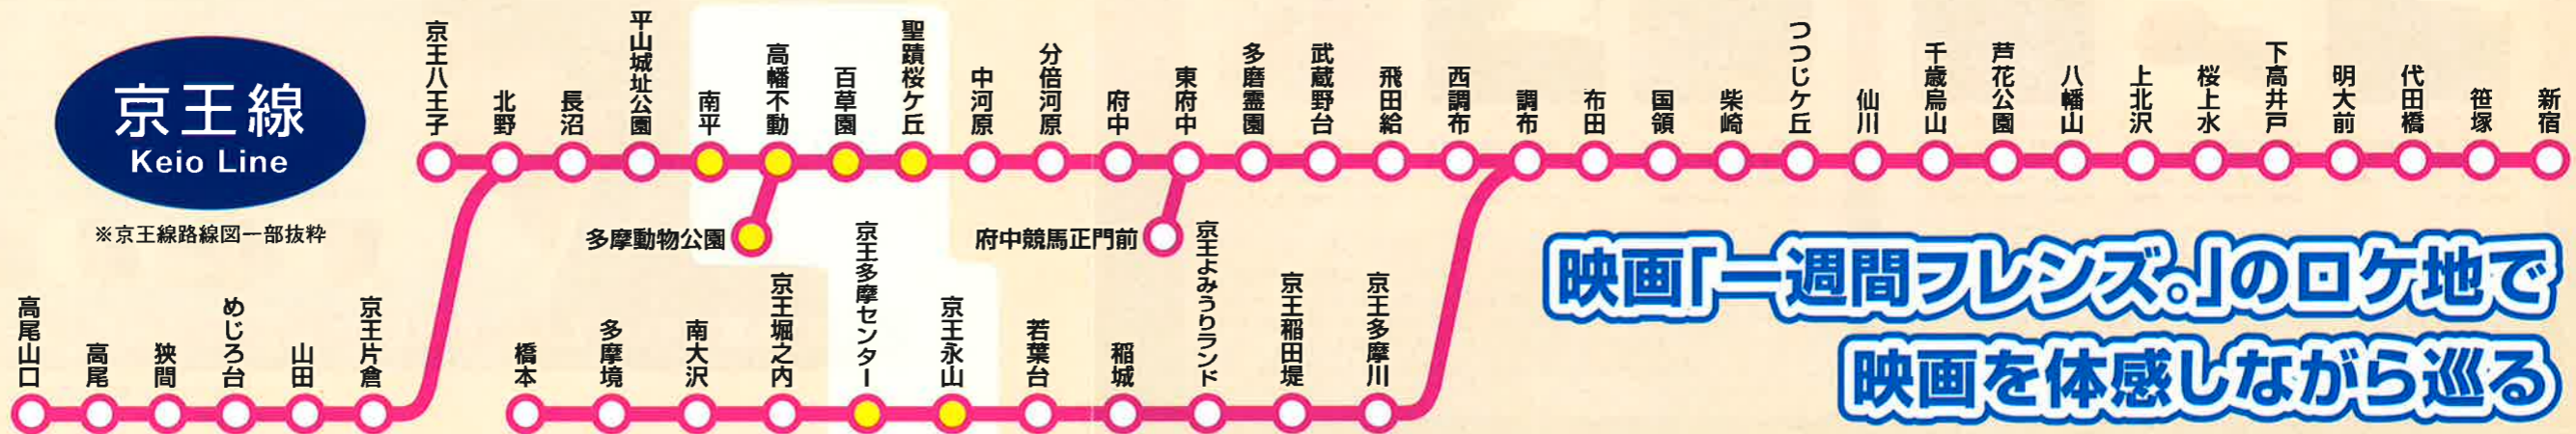 京王線
Keio Line
※京王線路線図一部抜粋
京王八王子
北野
長沼
平山城址公園
南平
高幡不動
百草園
聖蹟桜ケ丘
中河原
分倍河原
府中
東府中
多磨霊園
武蔵野台
飛田給
西調布
調布
布田
国領
柴崎
つつじケ丘
仙川
千歳烏山
芦花公園
八幡山
上北沢
桜上水
下高井戸
明大前
代田橋
笹塚
新宿
多摩動物公園
府中競馬正門前
高尾山口
高尾
狭間
めじろ台
山田
京王片倉
橋本
多摩境
南大沢
京王堀之内
京王多摩センター
京王永山
若葉台
稲城
京王よみうりランド
京王稲田堤
京王多摩川
映画「一週間フレンズ。」のロケ地で
映画を体感しながら巡る